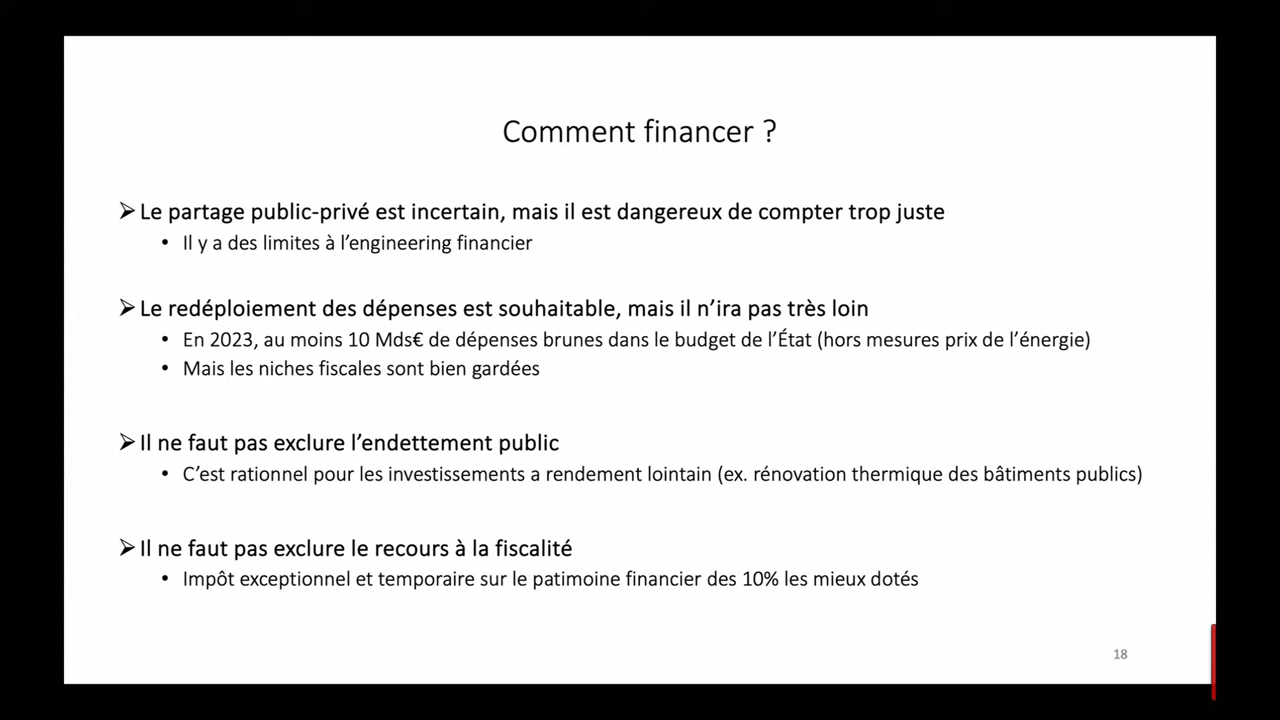 Comment financer ?
➢ Le partage public-privé est incertain, mais il est dangereux de compter trop juste
• Il y a des limites à l’engineering financier
➢ Le redéploiement des dépenses est souhaitable, mais il n’ira pas très loin
• En 2023, au moins 10 Mds€ de dépenses brunes dans le budget de l’État (hors mesures prix de l’énergie)
• Mais les niches fiscales sont bien gardées
➢ Il ne faut pas exclure l’endettement public
• C’est rationnel pour les investissements a rendement lointain (ex. rénovation thermique des bâtiments publics)
➢ Il ne faut pas exclure le recours à la fiscalité
• Impôt exceptionnel et temporaire sur le patrimoine financier des 10% les mieux dotés
18